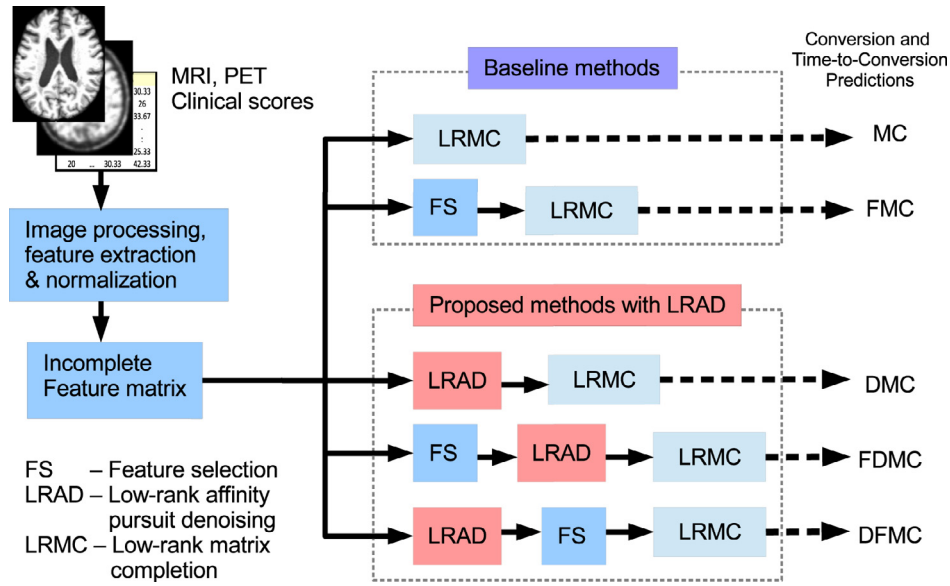 MRI, PET
Clinical scores
30.33
26
33.67
:
:
25.33
20 ... 30.33 42.33
Image processing,
feature extraction
& normalization
Incomplete
Feature matrix
FS – Feature selection
LRAD – Low-rank affinity
pursuit denoising
LRMC – Low-rank matrix
completion
Baseline methods
Conversion and
Time-to-Conversion
Predictions
LRMC MC
FS LRMC FMC
Proposed methods with LRAD
LRAD LRMC DMC
FS LRAD LRMC FDMC
LRAD FS LRMC DFMC